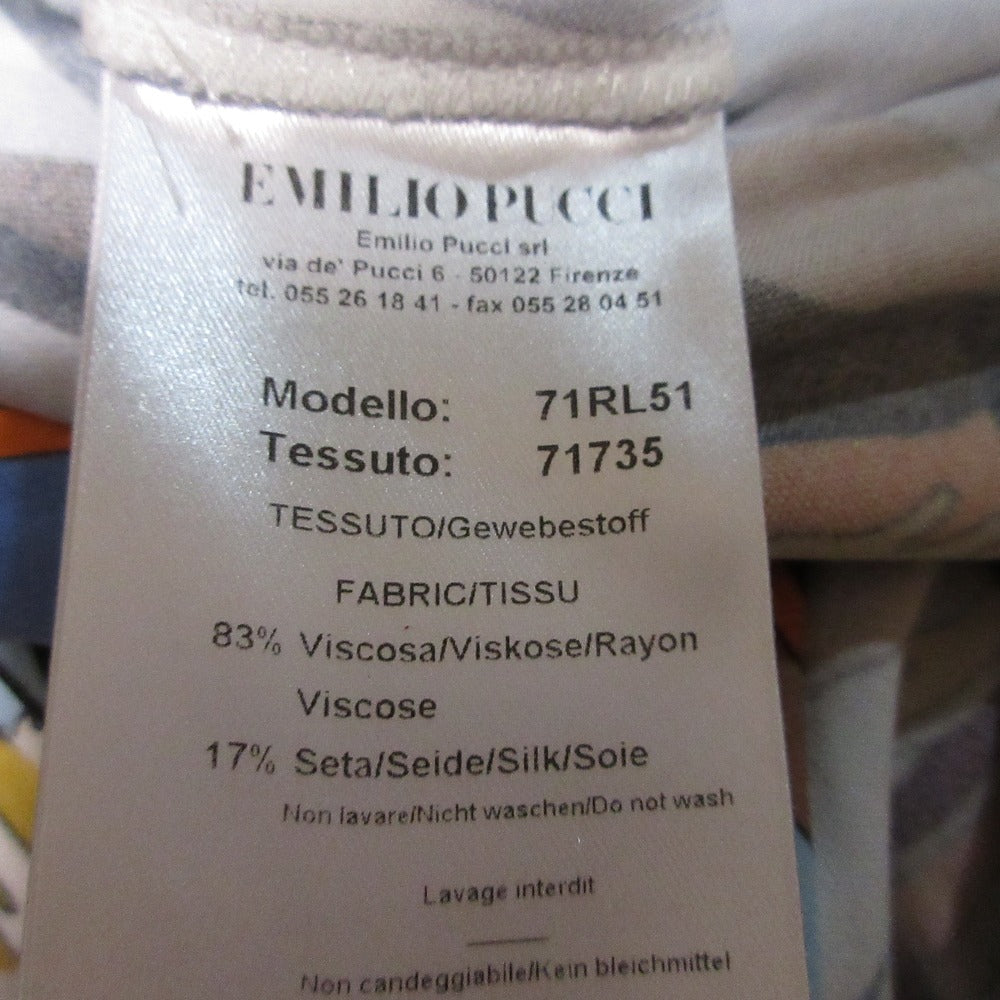 EMILIO PUCCI
Emilio Pucci srl
via de' Pucci 6 - 50122 Firenze
tel. 055 26 18 41 - fax 055 28 04 51
Modello: 71RL51
Tessuto: 71735
TESSUTO/Gewebestoff
FABRIC/TISSU
83% Viscosa/Viskose/Rayon
Viscose
17% Seta/Seide/Silk/Soie
Non lavare/Nicht waschen/Do not wash
Lavage interdit
Non candeggiabile/Kein bleichmittel